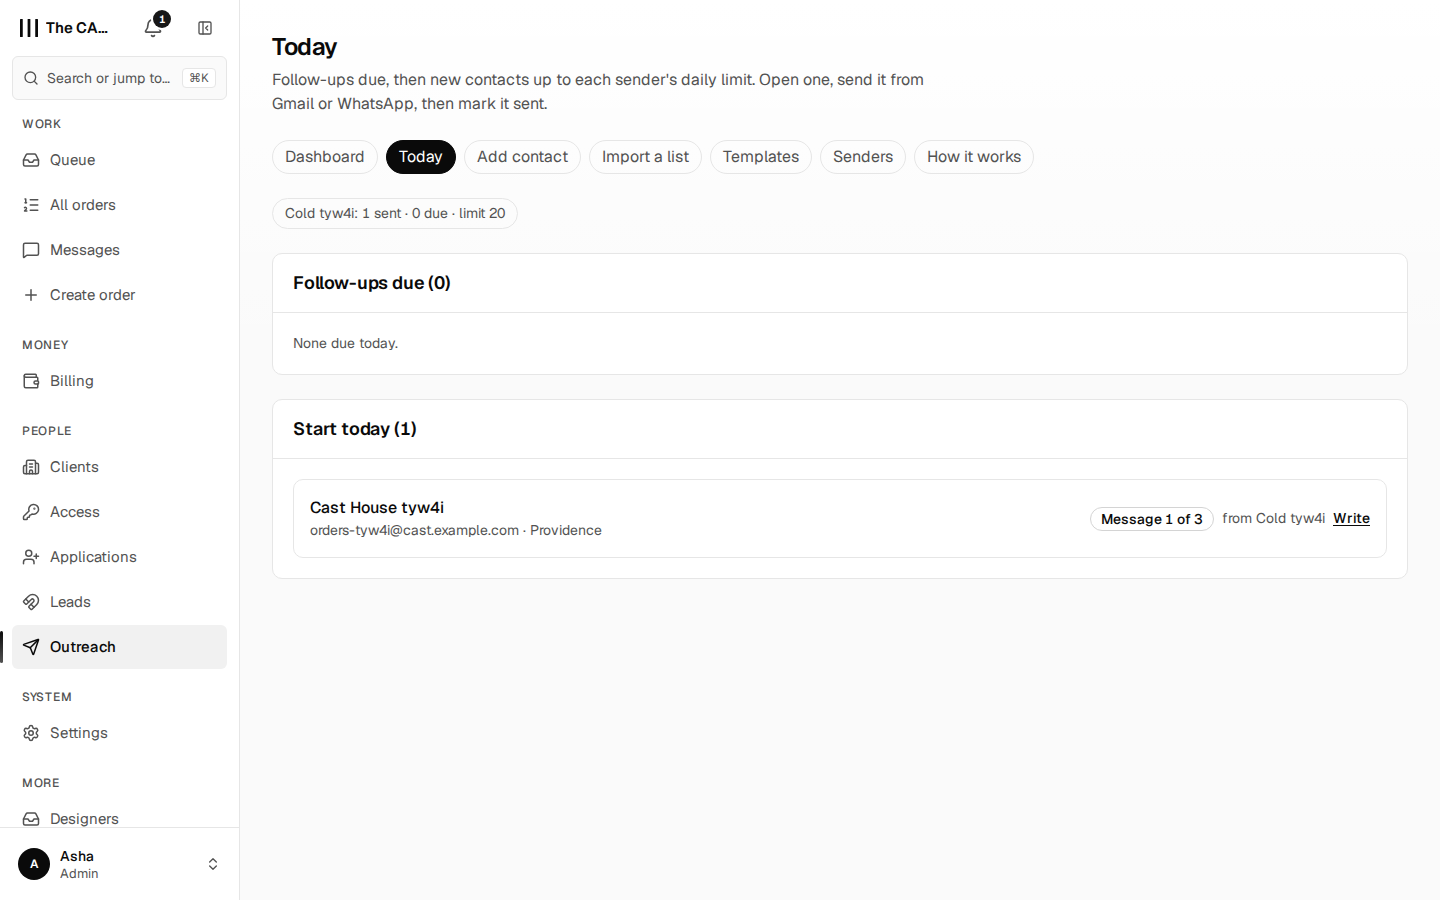 The CA...
1
Search or jump to... ⌘K
WORK
Queue
All orders
Messages
Create order
MONEY
Billing
PEOPLE
Clients
Access
Applications
Leads
Outreach
SYSTEM
Settings
MORE
Designers
A
Asha
Admin
Today
Follow-ups due, then new contacts up to each sender's daily limit. Open one, send it from
Gmail or WhatsApp, then mark it sent.
Dashboard Today Add contact Import a list Templates Senders How it works
Cold tyw4i: 1 sent · 0 due · limit 20
Follow-ups due (0)
None due today.
Start today (1)
Cast House tyw4i
orders-tyw4i@cast.example.com · Providence
Message 1 of 3 from Cold tyw4i Write